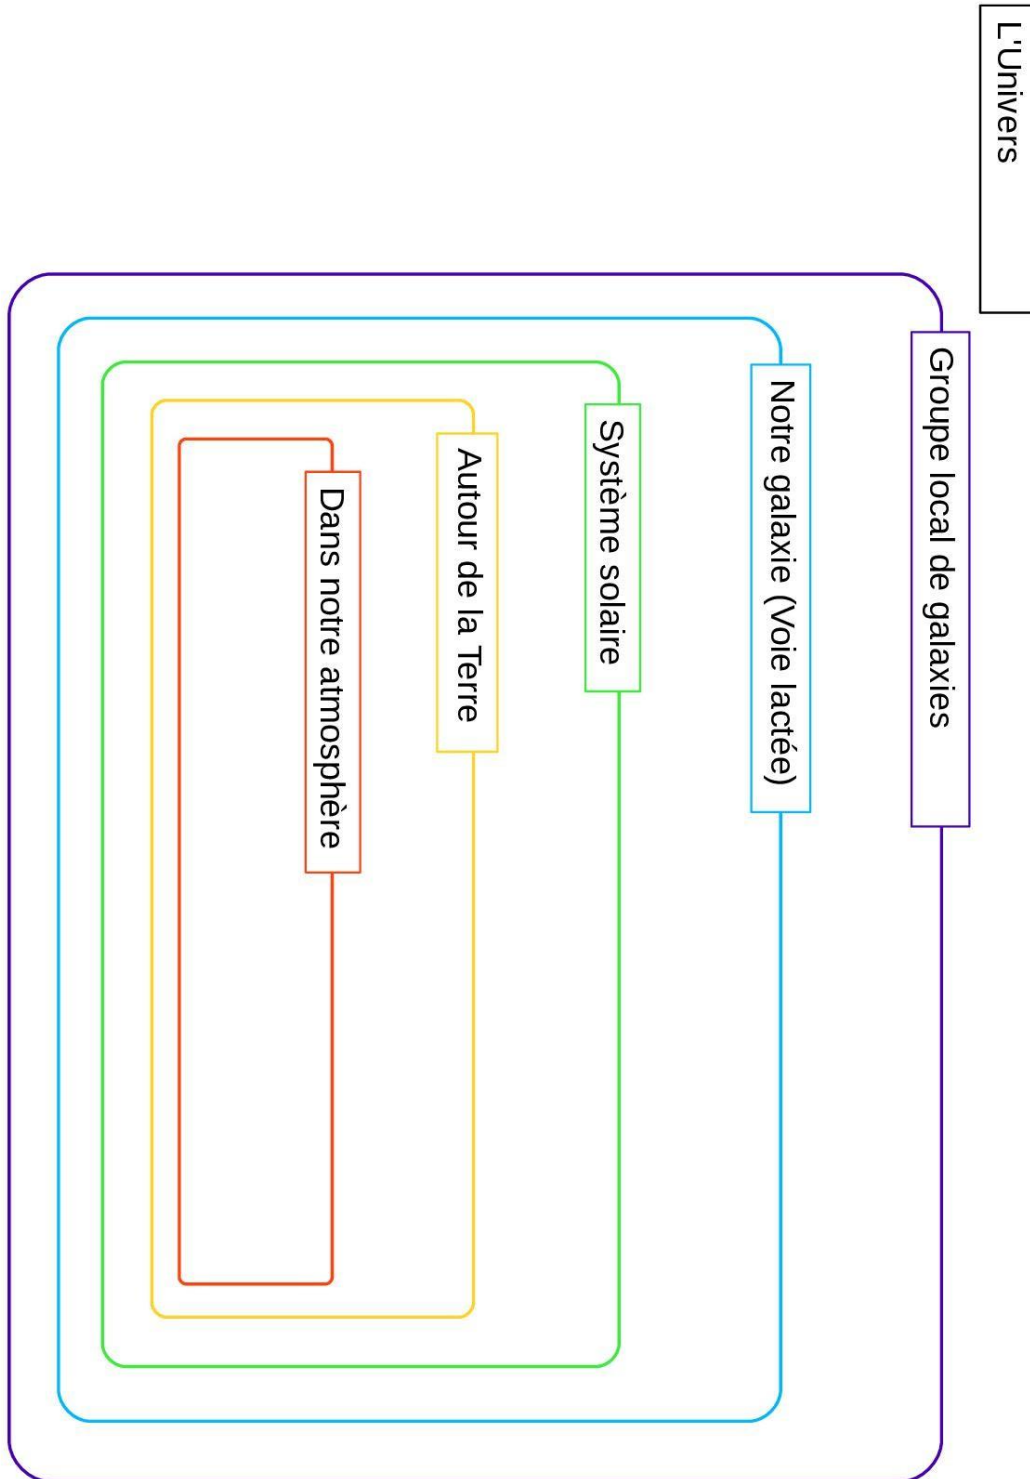 L'Univers
Groupe local de galaxies
Notre galaxie (Voie lactée)
Système solaire
Autour de la Terre
Dans notre atmosphère